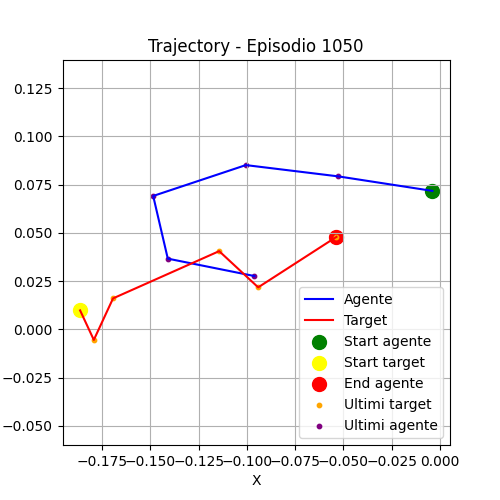 Trajectory - Episodio 1050
0.125
0.100
0.075
0.050
0.025
0.000
−0.025
−0.050
Agente
Target
Start agente
Start target
End agente
Ultimi target
Ultimi agente
−0.175 −0.150 −0.125 −0.100 −0.075 −0.050 −0.025 0.000
X